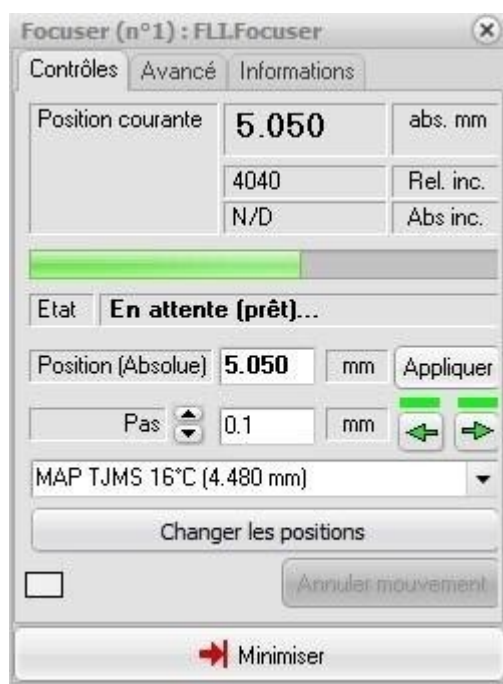 Focuser (n°1) : FLI.Focuser
Contrôles Avancé Informations
Position courante 5.050 abs. mm
4040 Rel. inc.
N/D Abs inc.
Etat En attente (prêt)...
Position (Absolue) 5.050 mm Appliquer
Pas 0.1 mm
MAP TJMS 16°C (4.480 mm)
Changer les positions
Annuler mouvement
Minimiser